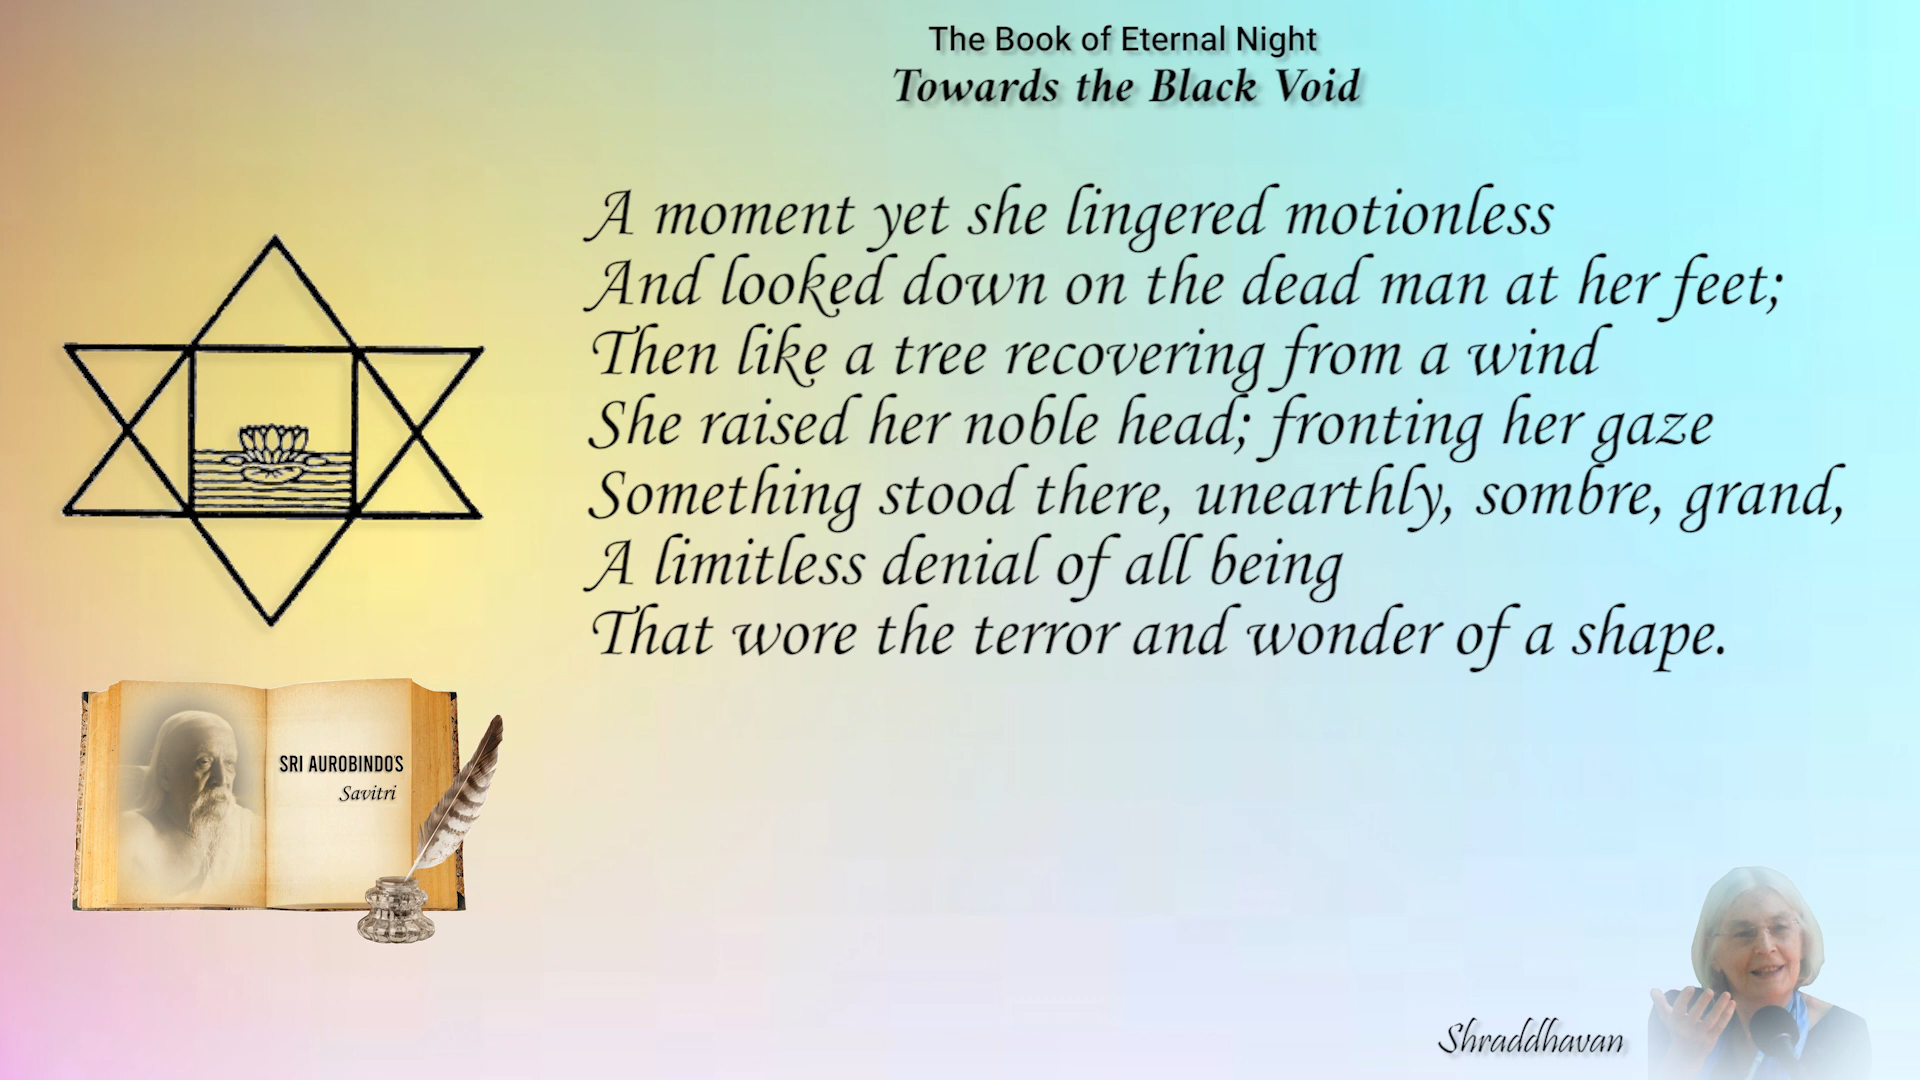 The Book of Eternal Night
Towards the Black Void
A moment yet she lingered motionless
And looked down on the dead man at her feet;
Then like a tree recovering from a wind
She raised her noble head; fronting her gaze
Something stood there, unearthly, sombre, grand,
A limitless denial of all being
That wore the terror and wonder of a shape.
SRI AUROBINDO'S
Savitri
Shraddhavan